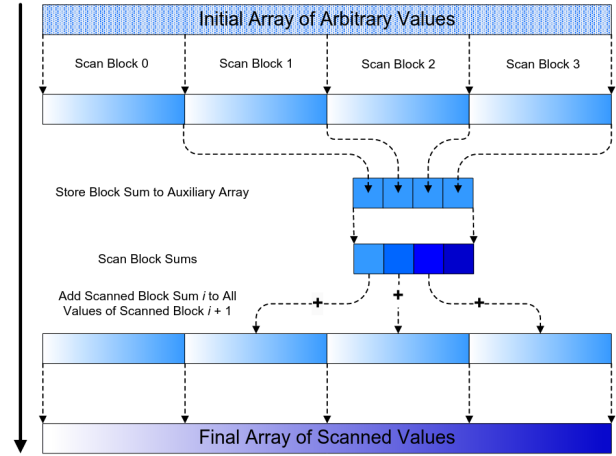 Initial Array of Arbitrary Values
Scan Block 0
Scan Block 1
Scan Block 2
Scan Block 3
Store Block Sum to Auxiliary Array
Scan Block Sums
Add Scanned Block Sum i to All
Values of Scanned Block i + 1
+
+
+
Final Array of Scanned Values